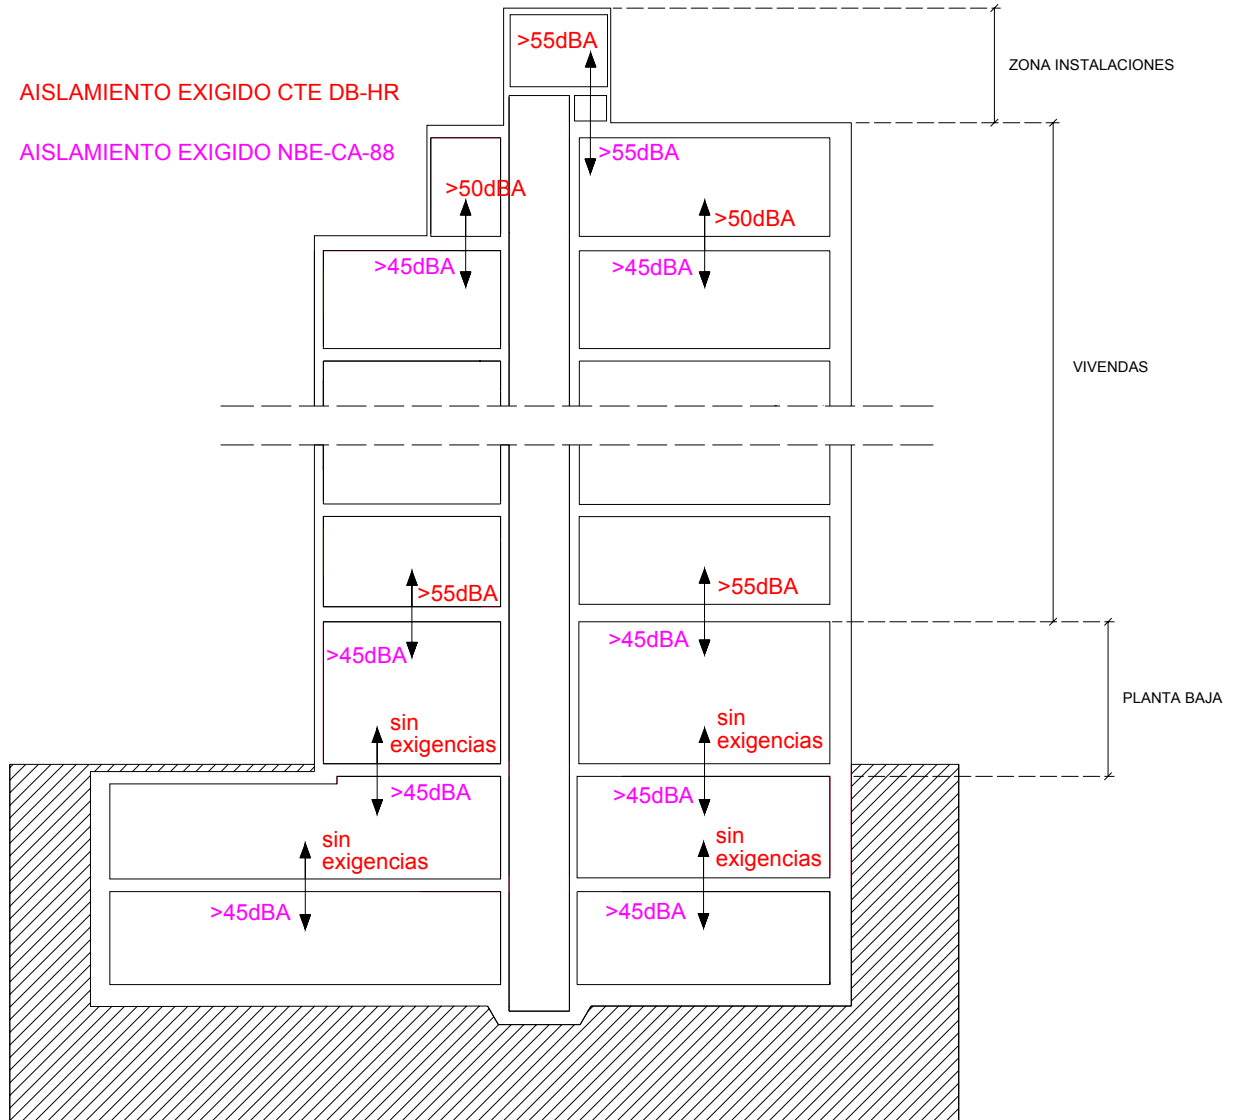 >55dBA
ZONA INSTALACIONES
AISLAMIENTO EXIGIDO CTE DB-HR
AISLAMIENTO EXIGIDO NBE-CA-88
>55dBA
>50dBA
>50dBA
>45dBA
>45dBA
VIVENDAS
>55dBA
>55dBA
>45dBA
>45dBA
PLANTA BAJA
sin
exigencias
sin
exigencias
>45dBA
>45dBA
sin
exigencias
sin
exigencias
>45dBA
>45dBA